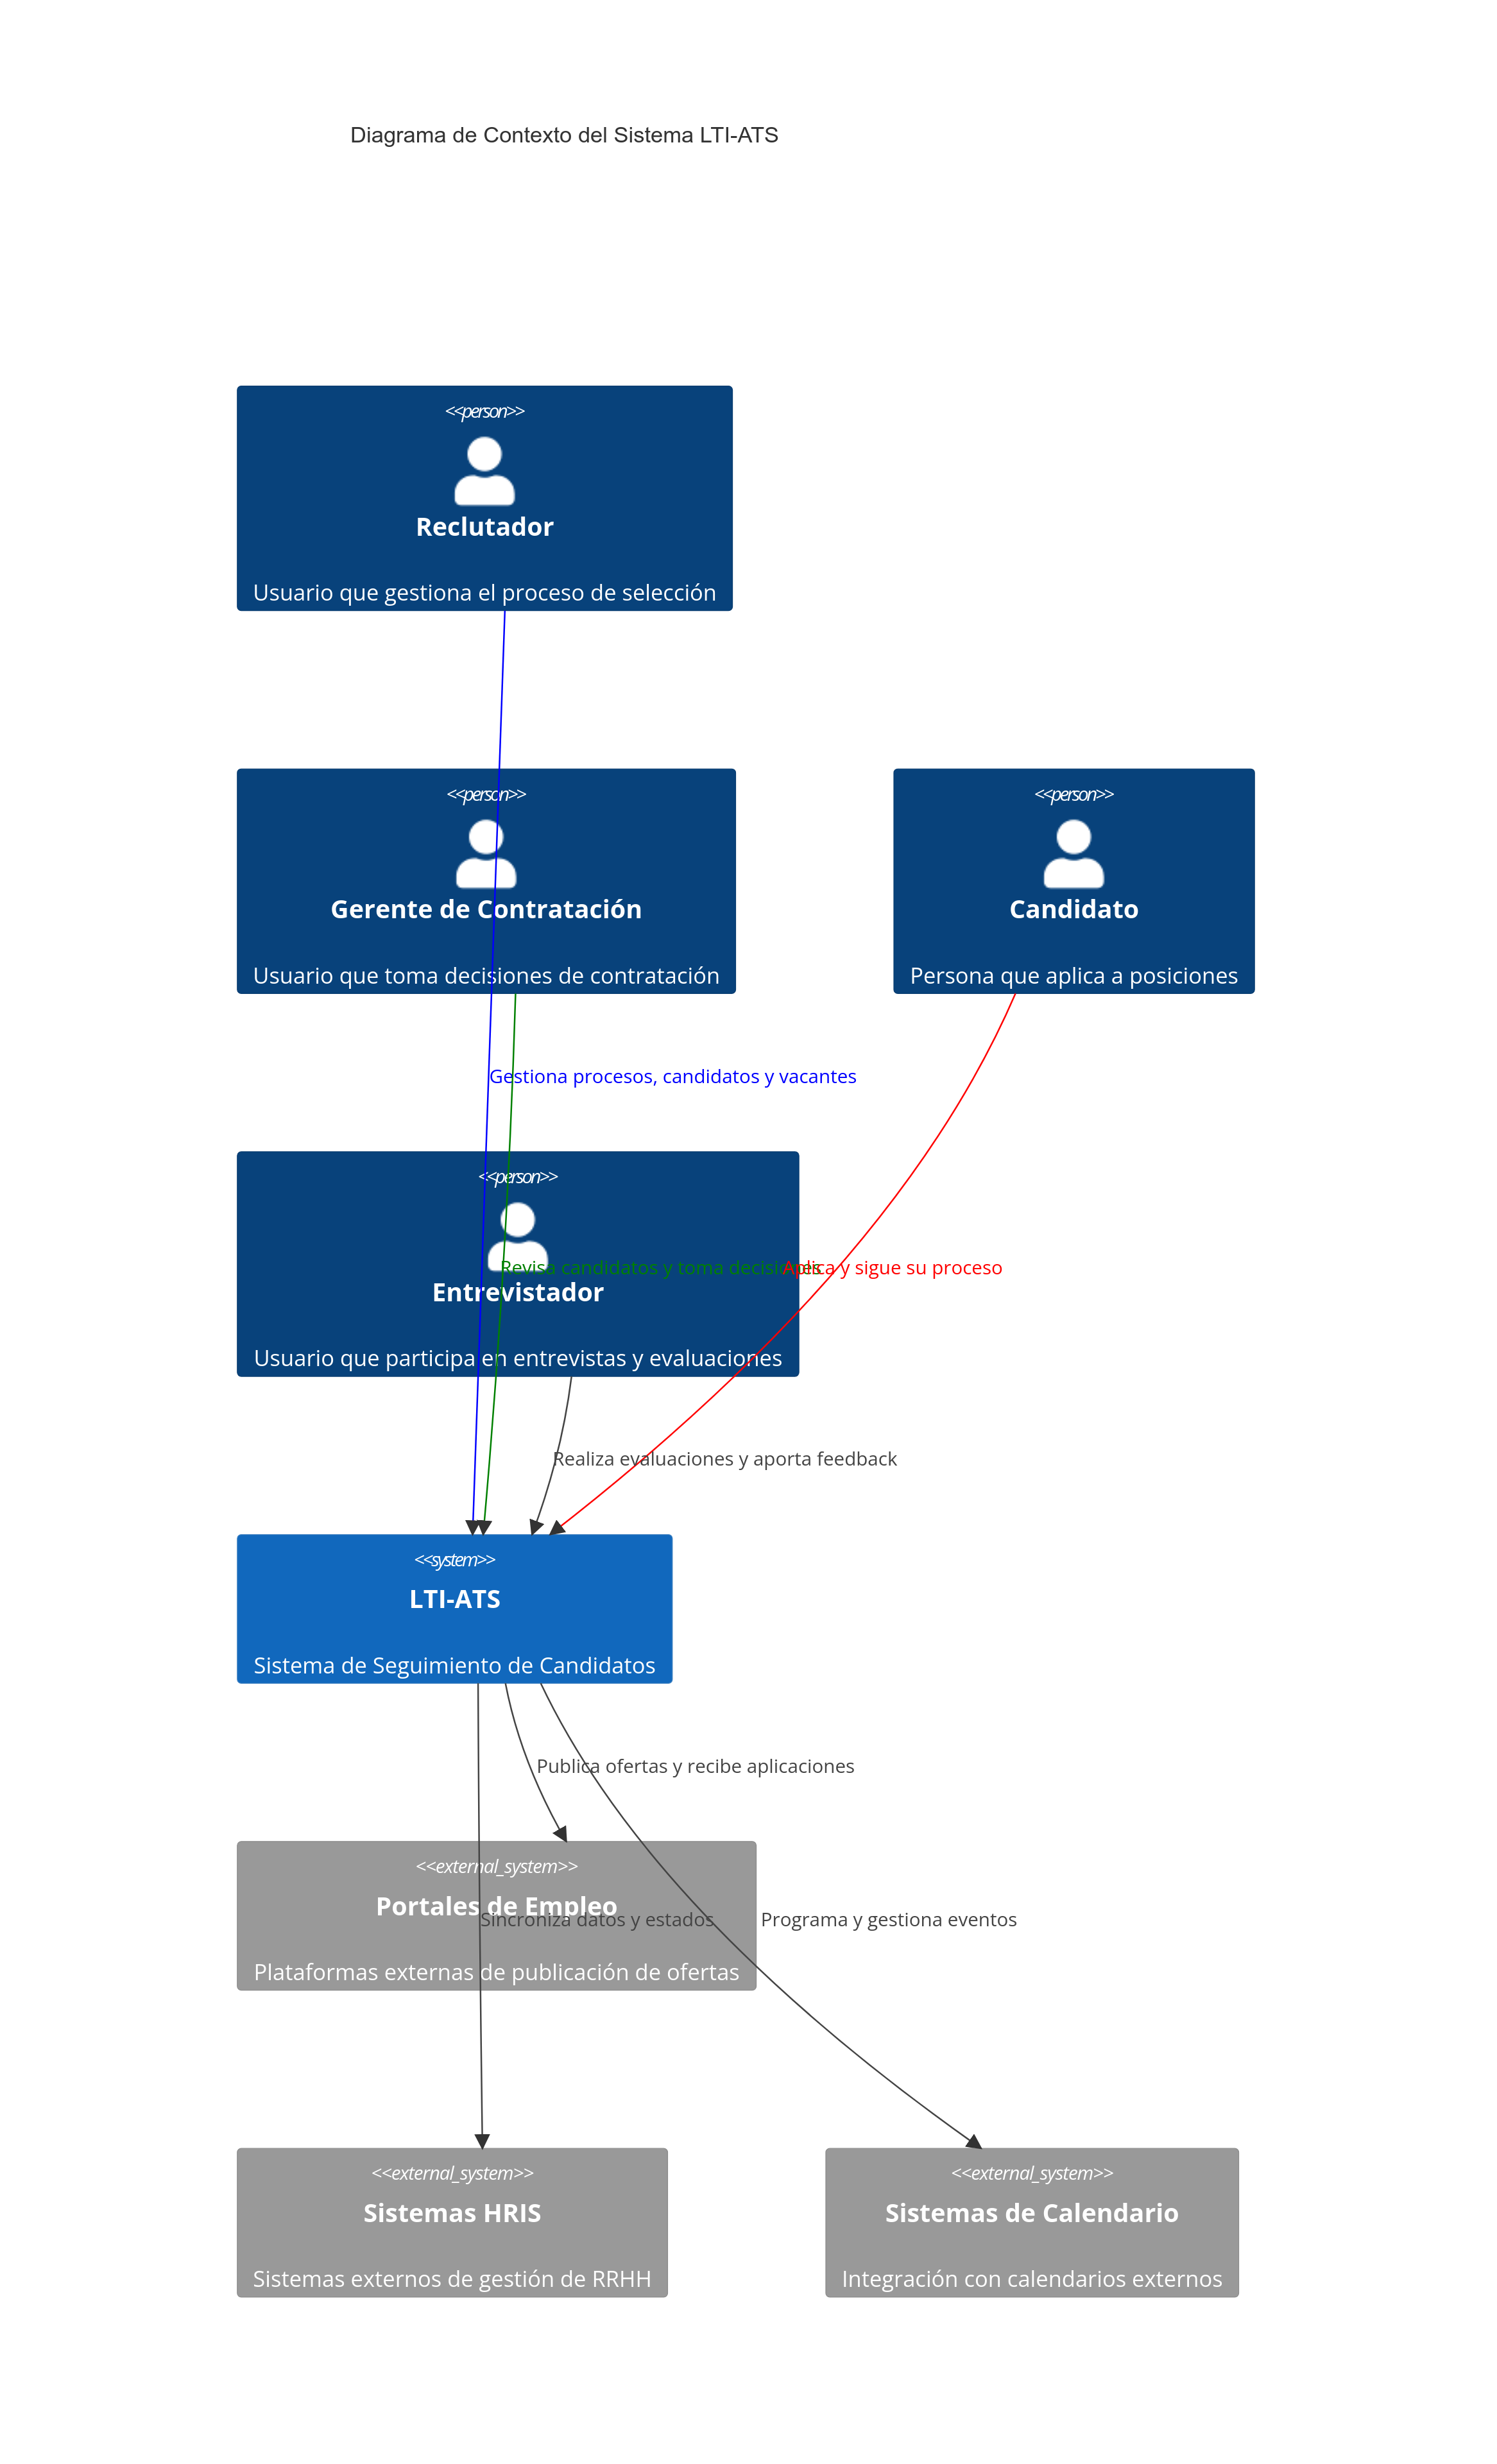 Diagrama de Contexto del Sistema LTI-ATS
<<person>>
Reclutador
Usuario que gestiona el proceso de selección
<<person>>
Gerente de Contratación
Usuario que toma decisiones de contratación
<<person>>
Candidato
Persona que aplica a posiciones
Gestiona procesos, candidatos y vacantes
<<person>>
Revisa candidatos y toma decisiones
Aplica y sigue su proceso
Entrevistador
Usuario que participa en entrevistas y evaluaciones
Realiza evaluaciones y aporta feedback
<<system>>
LTI-ATS
Sistema de Seguimiento de Candidatos
Publica ofertas y recibe aplicaciones
<<external_system>>
Portales de Empleo
Sincroniza datos y estados
Programa y gestiona eventos
Plataformas externas de publicación de ofertas
<<external_system>>
Sistemas HRIS
Sistemas externos de gestión de RRHH
<<external_system>>
Sistemas de Calendario
Integración con calendarios externos